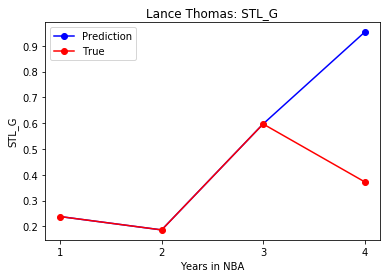 Lance Thomas: STL_G
Prediction
True
STL_G
0.9
0.8
0.7
0.6
0.5
0.4
0.3
0.2
1 2 3 4
Years in NBA